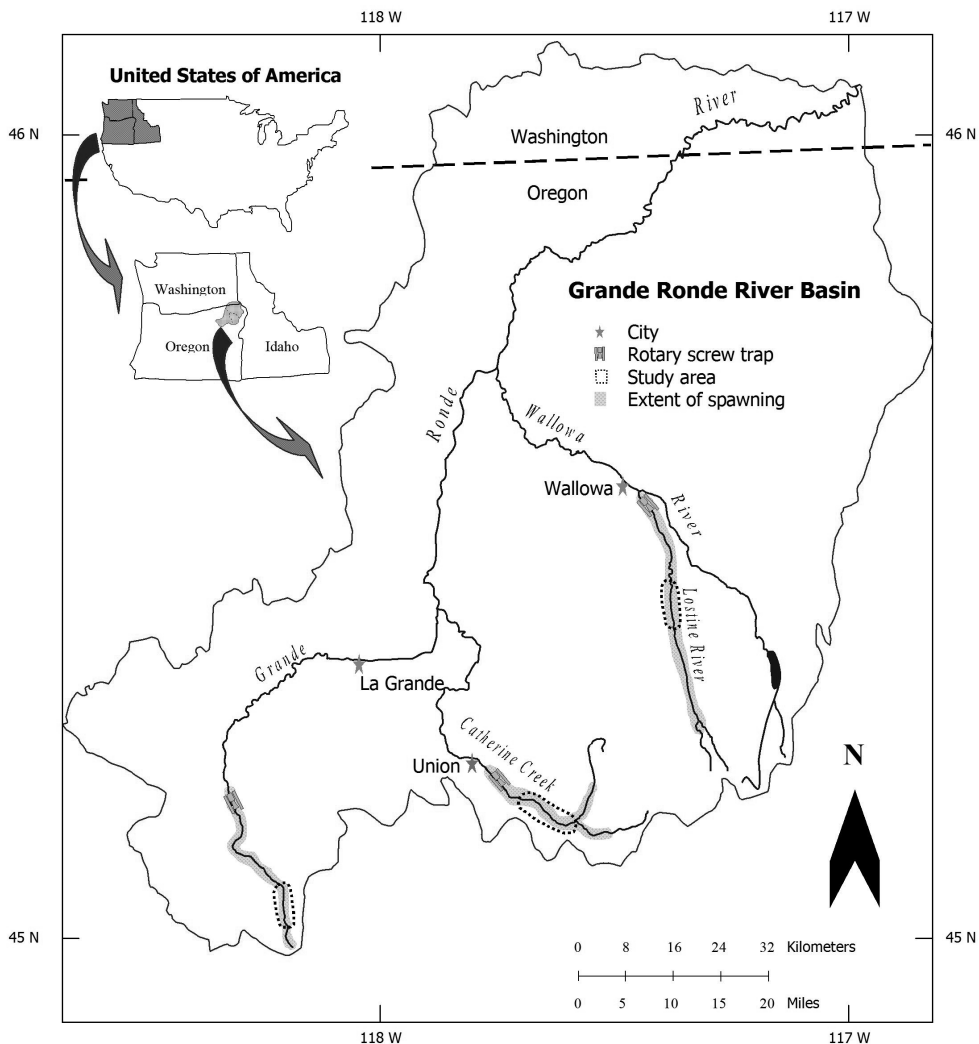 118 W
117 W
United States of America
River
46 N
Washington
46 N
Oregon
Washington
Oregon
Idaho
Grande Ronde River Basin
City
Rotary screw trap
Study area
Extent of spawning
Ronde
Wallowa
Wallowa
River
Lostine River
Grande
La Grande
Catherine Creek
Union
N
45 N
45 N
0 8 16 24 32 Kilometers
0 5 10 15 20 Miles
118 W
117 W